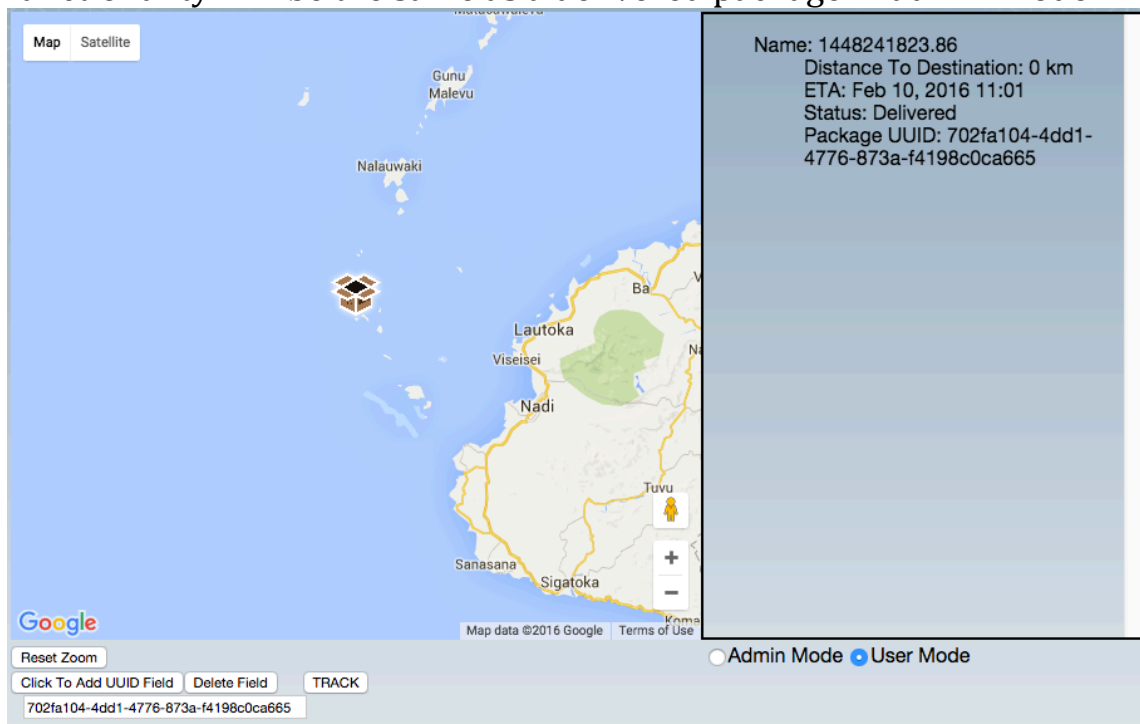 Map Satellite
Gunu
Malevu
Nalauwaki
Ba
Lautoka
Viseisei
Nadi
Tuvu
Sanasana
Sigatoka
Google
Map data ©2016 Google Terms of Use
Name: 1448241823.86
Distance To Destination: 0 km
ETA: Feb 10, 2016 11:01
Status: Delivered
Package UUID: 702fa104-4dd1-
4776-873a-f4198c0ca665
Reset Zoom
Admin Mode User Mode
Click To Add UUID Field Delete Field TRACK
702fa104-4dd1-4776-873a-f4198c0ca665